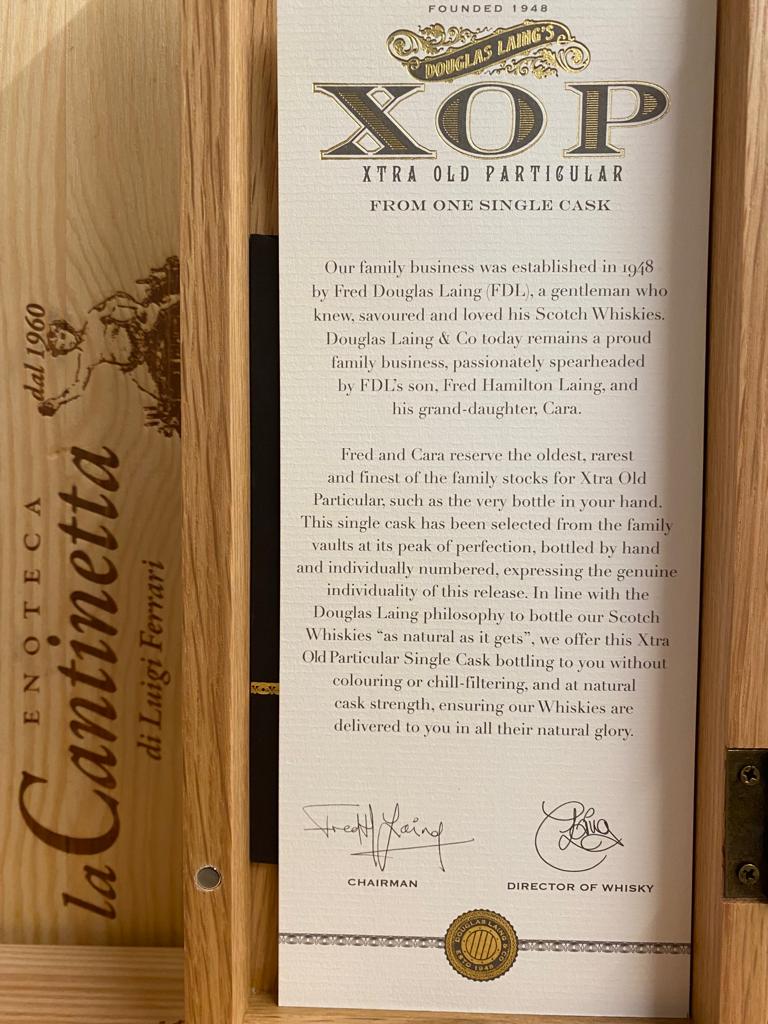 FOUNDED 1948
DOUGLAS LAING'S
XOP
XTRA OLD PARTICULAR
FROM ONE SINGLE CASK
Our family business was established in 1948
by Fred Douglas Laing (FDL), a gentleman who
knew, savoured and loved his Scotch Whiskies.
Douglas Laing & Co today remains a proud
family business, passionately spearheaded
by FDL's son, Fred Hamilton Laing, and
his grand-daughter, Cara.
Fred and Cara reserve the oldest, rarest
and finest of the family stocks for Xtra Old
Particular, such as the very bottle in your hand.
This single cask has been selected from the family
vaults at its peak of perfection, bottled by hand
and individually numbered, expressing the genuine
individuality of this release. In line with the
Douglas Laing philosophy to bottle our Scotch
Whiskies “as natural as it gets”, we offer this Xtra
Old Particular Single Cask bottling to you without
colouring or chill-filtering, and at natural
cask strength, ensuring our Whiskies are
delivered to you in all their natural glory.
Fred H Laing
CHAIRMAN
DIRECTOR OF WHISKY
DOUGLAS LAING & CO
ESTD 1948
ENOTECA
la Cantinetta
dal 1960
di Luigi Ferrari